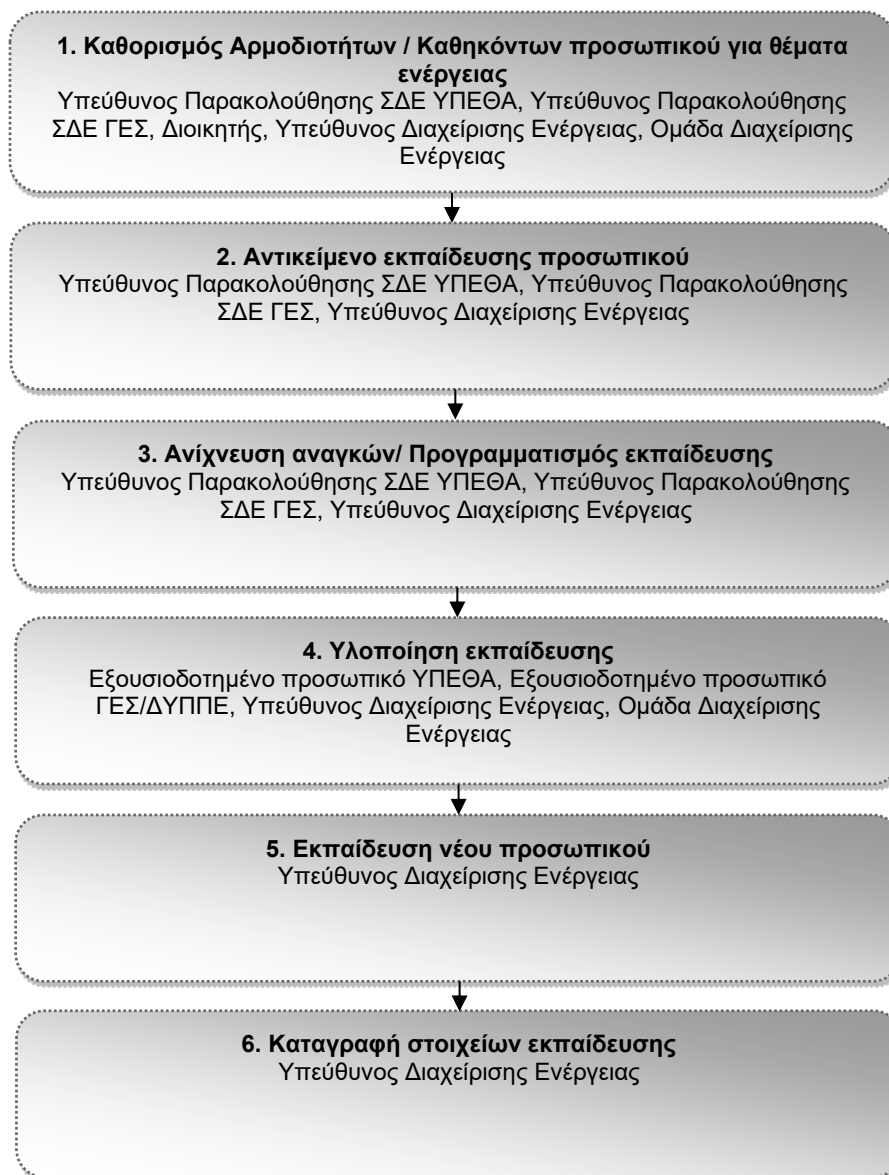 1. Καθορισμός Αρμοδιοτήτων / Καθηκόντων προσωπικού για θέματα
ενέργειας
Υπεύθυνος Παρακολούθησης ΣΔΕ ΥΠΕΘΑ, Υπεύθυνος Παρακολούθησης
ΣΔΕ ΓΕΣ, Διοικητής, Υπεύθυνος Διαχείρισης Ενέργειας, Ομάδα Διαχείρισης
Ενέργειας
2. Αντικείμενο εκπαίδευσης προσωπικού
Υπεύθυνος Παρακολούθησης ΣΔΕ ΥΠΕΘΑ, Υπεύθυνος Παρακολούθησης
ΣΔΕ ΓΕΣ, Υπεύθυνος Διαχείρισης Ενέργειας
3. Ανίχνευση αναγκών/ Προγραμματισμός εκπαίδευσης
Υπεύθυνος Παρακολούθησης ΣΔΕ ΥΠΕΘΑ, Υπεύθυνος Παρακολούθησης
ΣΔΕ ΓΕΣ, Υπεύθυνος Διαχείρισης Ενέργειας
4. Υλοποίηση εκπαίδευσης
Εξουσιοδοτημένο προσωπικό ΥΠΕΘΑ, Εξουσιοδοτημένο προσωπικό
ΓΕΣ/ΔΥΠΠΕ, Υπεύθυνος Διαχείρισης Ενέργειας, Ομάδα Διαχείρισης
Ενέργειας
5. Εκπαίδευση νέου προσωπικού
Υπεύθυνος Διαχείρισης Ενέργειας
6. Καταγραφή στοιχείων εκπαίδευσης
Υπεύθυνος Διαχείρισης Ενέργειας